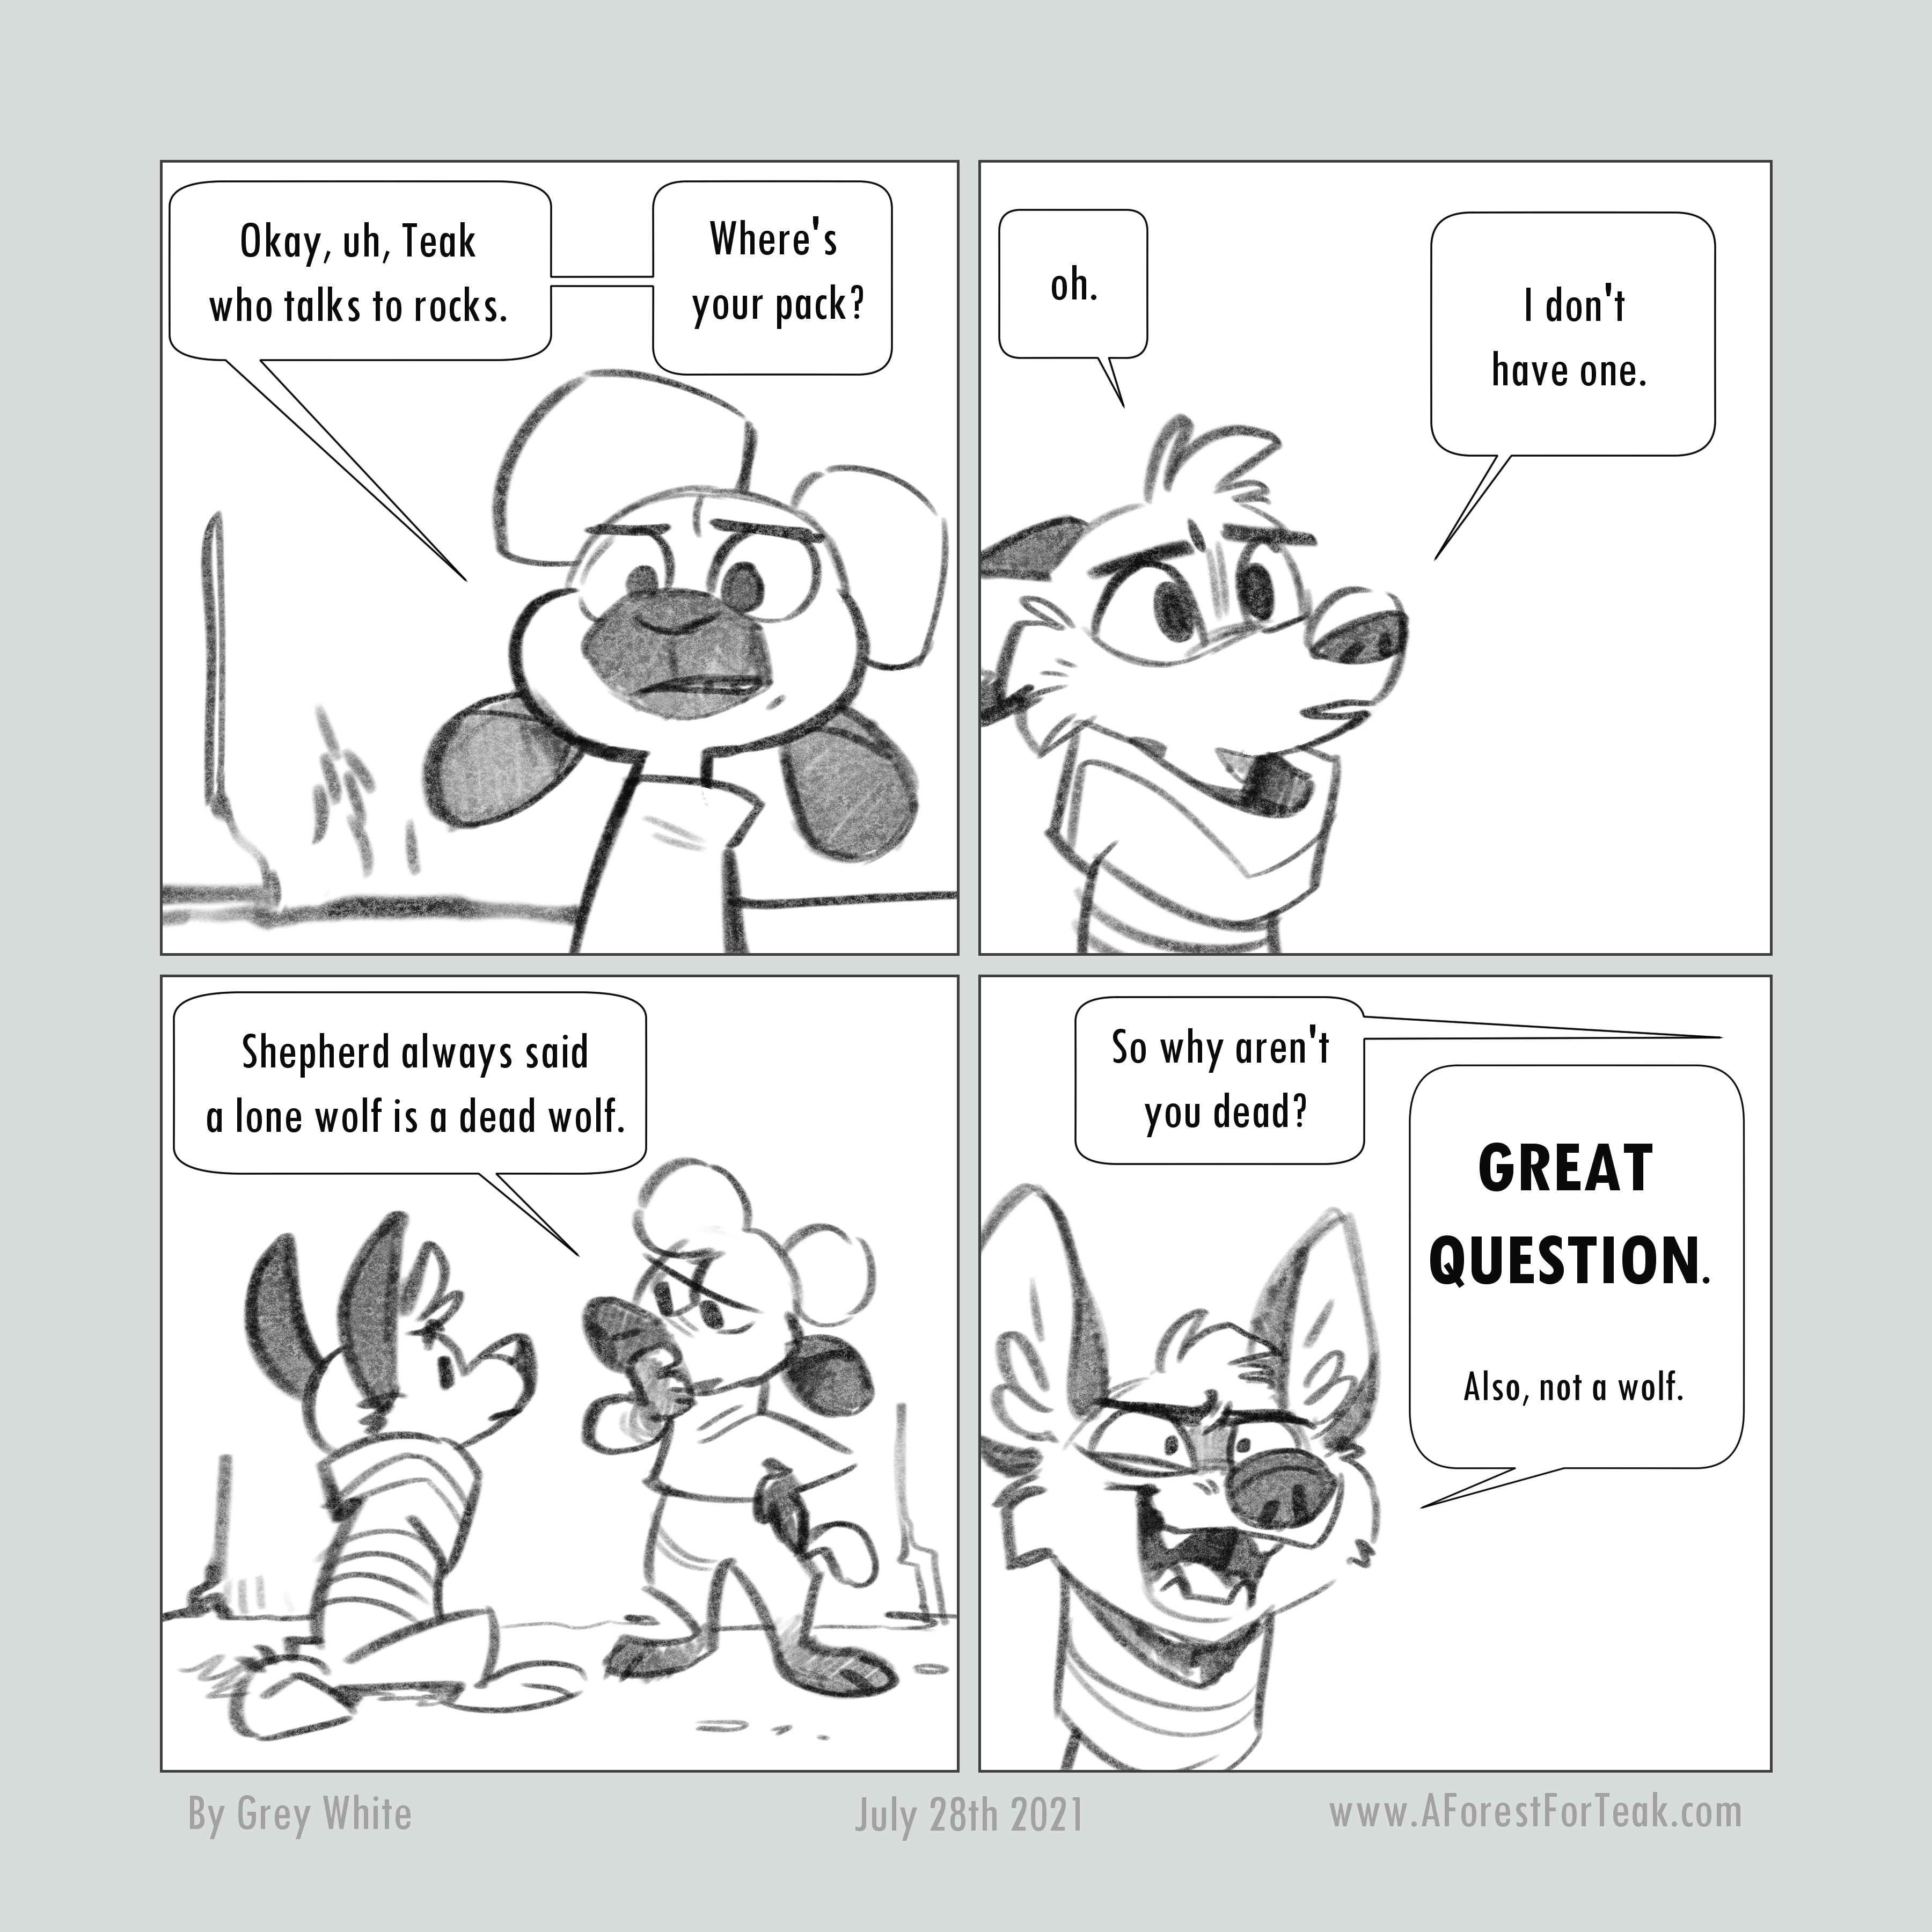 Okay, uh, Teak
who talks to rocks.
Where's
your pack?
oh.
I don't
have one.
Shepherd always said
a lone wolf is a dead wolf.
So why aren't
you dead?
GREAT
QUESTION.
Also, not a wolf.
By Grey White
July 28th 2021
www.AForestForTeak.com